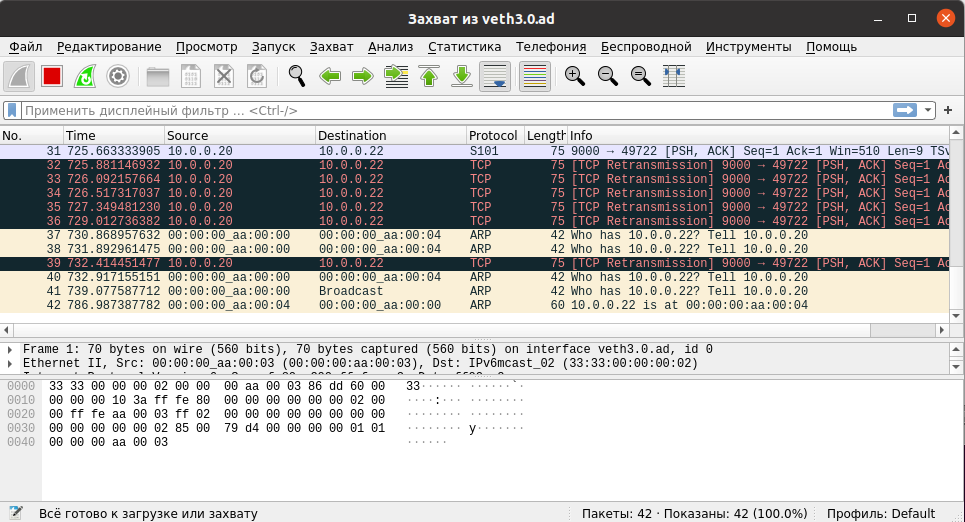 Захват из veth3.0.ad
Файл Редактирование Просмотр Запуск Захват Анализ Статистика Телефония Беспроводной Инструменты Помощь
Применить дисплейный фильтр ... <Ctrl-/>
No. Time Source Destination Protocol Length Info
31 725.663333905 10.0.0.20 10.0.0.22 S101 75 9000 → 49722 [PSH, ACK] Seq=1 Ack=1 Win=510 Len=9 TSv
32 725.881146932 10.0.0.20 10.0.0.22 TCP 75 [TCP Retransmission] 9000 → 49722 [PSH, ACK] Seq=1 Ac
33 726.092157664 10.0.0.20 10.0.0.22 TCP 75 [TCP Retransmission] 9000 → 49722 [PSH, ACK] Seq=1 Ac
34 726.517317037 10.0.0.20 10.0.0.22 TCP 75 [TCP Retransmission] 9000 → 49722 [PSH, ACK] Seq=1 Ac
35 727.349481230 10.0.0.20 10.0.0.22 TCP 75 [TCP Retransmission] 9000 → 49722 [PSH, ACK] Seq=1 Ac
36 729.012736382 10.0.0.20 10.0.0.22 TCP 75 [TCP Retransmission] 9000 → 49722 [PSH, ACK] Seq=1 Ac
37 730.868957632 00:00:00_aa:00:00 00:00:00_aa:00:04 ARP 42 Who has 10.0.0.22? Tell 10.0.0.20
38 731.892961475 00:00:00_aa:00:00 00:00:00_aa:00:04 ARP 42 Who has 10.0.0.22? Tell 10.0.0.20
39 732.414451477 10.0.0.20 10.0.0.22 TCP 75 [TCP Retransmission] 9000 → 49722 [PSH, ACK] Seq=1 Ac
40 732.917155151 00:00:00_aa:00:00 00:00:00_aa:00:04 ARP 42 Who has 10.0.0.22? Tell 10.0.0.20
41 739.077587712 00:00:00_aa:00:00 Broadcast ARP 42 Who has 10.0.0.22? Tell 10.0.0.20
42 786.987387782 00:00:00_aa:00:04 00:00:00_aa:00:00 ARP 60 10.0.0.22 is at 00:00:00:aa:00:04
Frame 1: 70 bytes on wire (560 bits), 70 bytes captured (560 bits) on interface veth3.0.ad, id 0
Ethernet II, Src: 00:00:00_aa:00:03 (00:00:00:aa:00:03), Dst: IPv6mcast_02 (33:33:00:00:00:02)
0000 33 33 00 00 00 02 00 00 00 aa 00 03 86 dd 60 00 33······ ······`·
0010 00 00 00 10 3a ff fe 80 00 00 00 00 00 00 02 00 ····:··· ········
0020 00 ff fe aa 00 03 ff 02 00 00 00 00 00 00 00 00 ········ ········
0030 00 00 00 00 00 02 85 00 79 d4 00 00 00 00 01 01 ········ y·······
0040 00 00 00 aa 00 03 ······
Всё готово к загрузке или захвату Пакеты: 42 · Показаны: 42 (100.0%) Профиль: Default